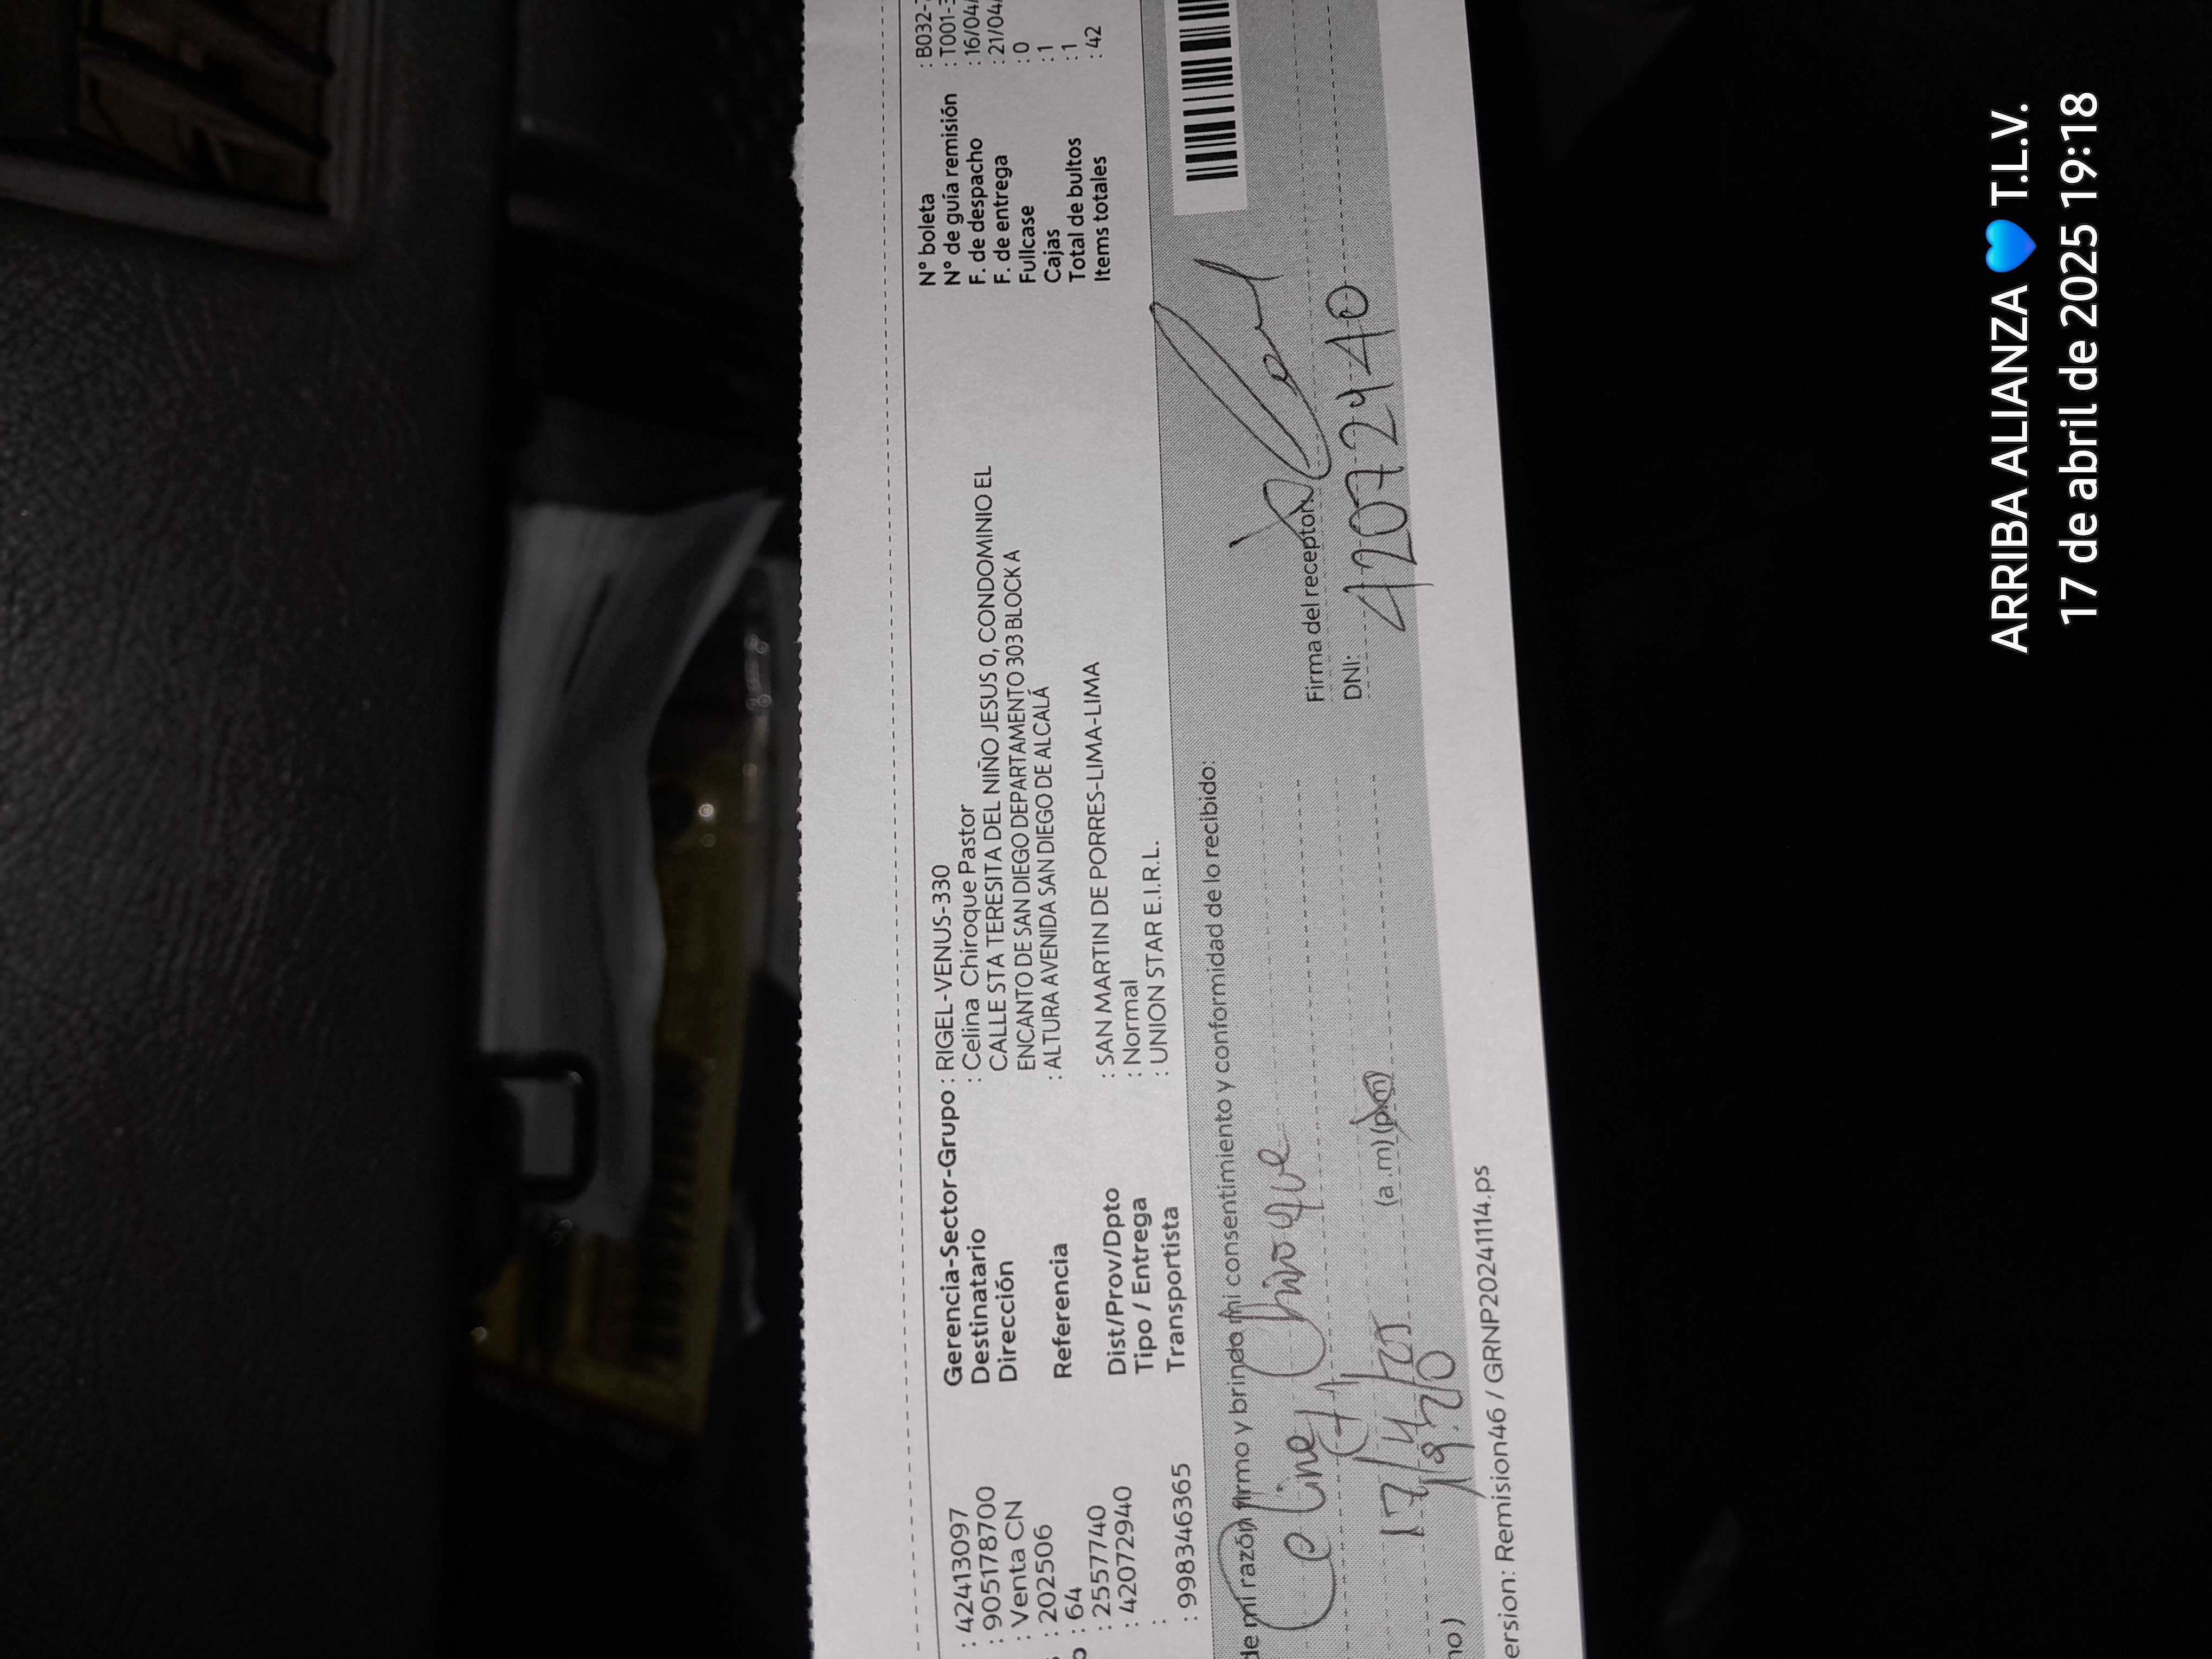 : 42413097
: 905178700
: Venta CN
: 202506
: 64
: 2557740
: 42072940
:
: 998346365
Gerencia-Sector-Grupo : RIGEL-VENUS-330
Destinatario : Celina Chiroque Pastor
Dirección CALLE STA TERESITA DEL NIÑO JESUS 0, CONDOMINIO EL
ENCANTO DE SAN DIEGO DEPARTAMENTO 303 BLOCK A
Referencia : ALTURA AVENIDA SAN DIEGO DE ALCALÁ
Dist/Prov/Dpto : SAN MARTIN DE PORRES-LIMA-LIMA
Tipo / Entrega : Normal
Transportista : UNION STAR E.I.R.L.
N° boleta : B032-
N° de guía remisión : T001-
F. de despacho : 16/04/
F. de entrega : 21/04/
Fullcase : 0
Cajas : 1
Total de bultos : 1
Items totales : 42
de mi razón firmo y brindo mi consentimiento y conformidad de lo recibido:
Celina Chiroque
(T)
17/4/25
19:20 (a.m) (p.m)
Firma del receptor:
DNI: 42072940
no)
ersion: Remision46 / GRNP20241114.ps
ARRIBA ALIANZA 💙 T.L.V.
17 de abril de 2025 19:18